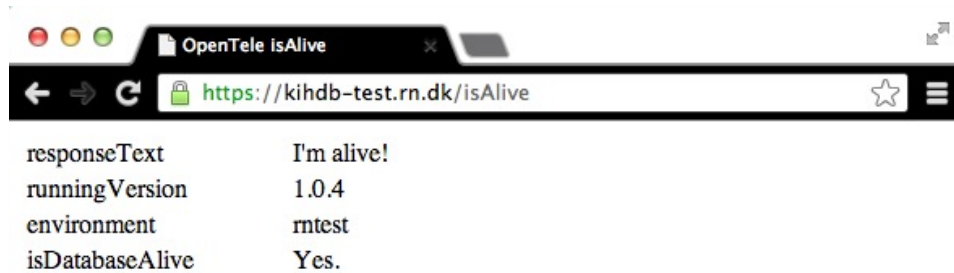 OpenTele isAlive
https://kihdb-test.rn.dk/isAlive
responseText I'm alive!
runningVersion 1.0.4
environment rntest
isDatabaseAlive Yes.